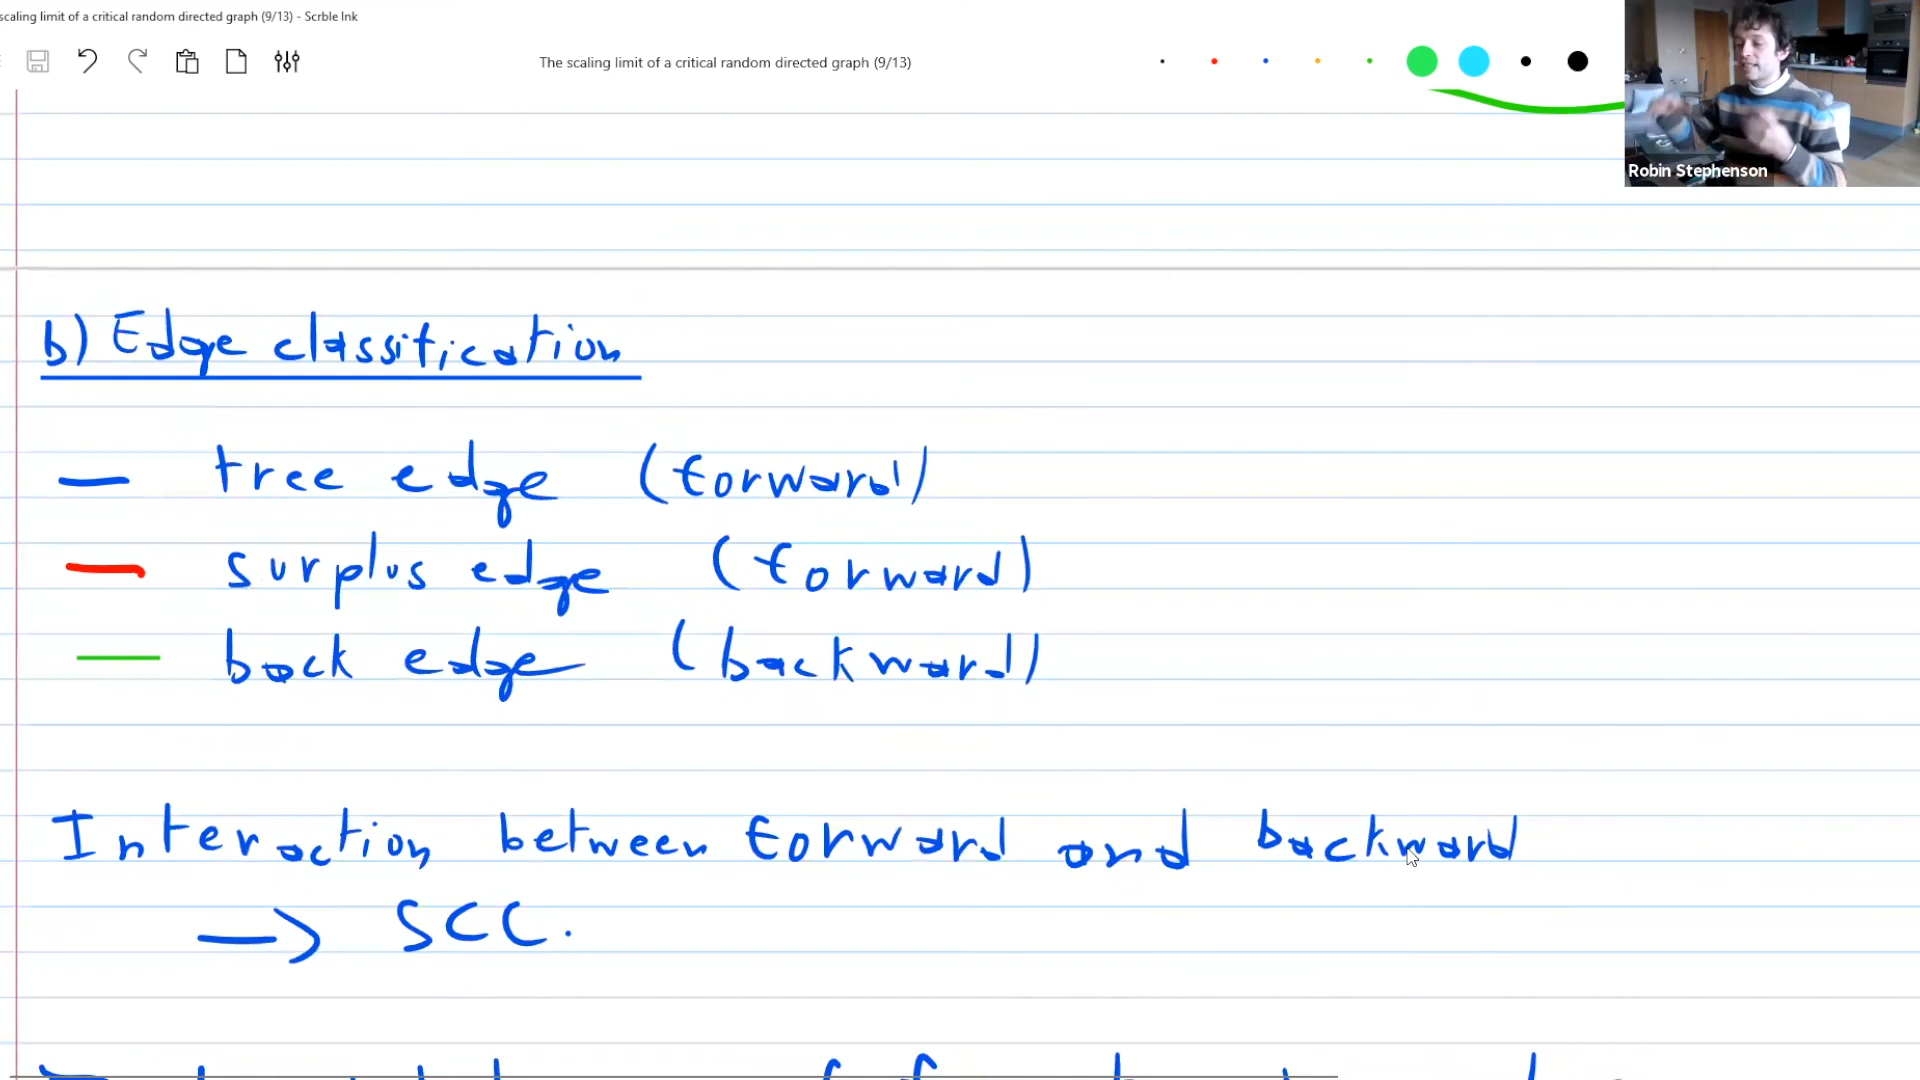 scaling limit of a critical random directed graph (9/13) - Scrble Ink
The scaling limit of a critical random directed graph (9/13)
Robin Stephenson
b) Edge classification
— tree edge (forward)
— surplus edge (forward)
— back edge (backward)
Interaction between forward and backward
→ SCC.